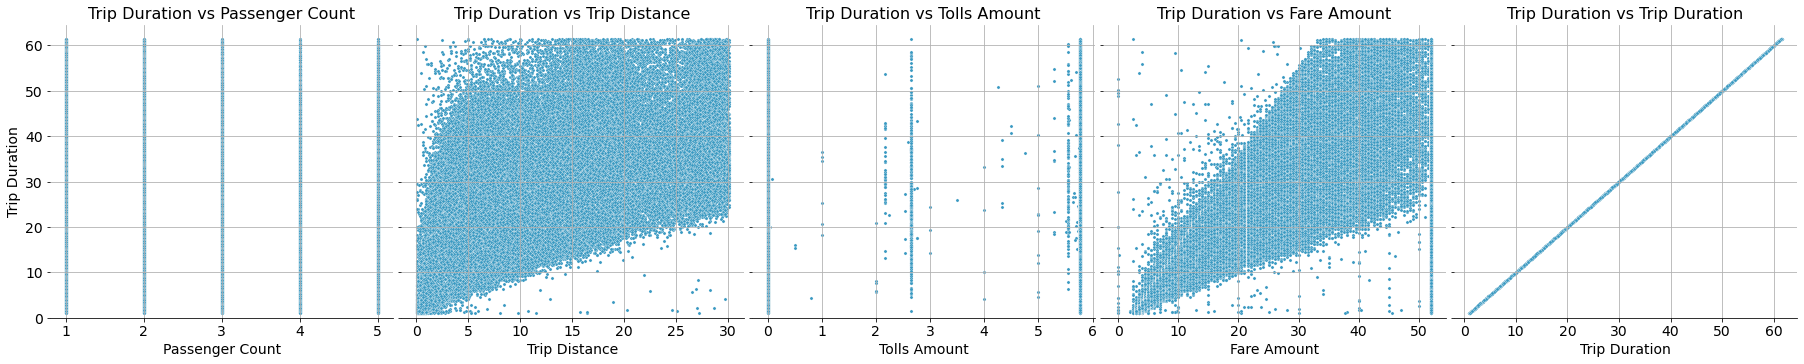 Trip Duration vs Passenger Count
Trip Duration vs Trip Distance
Trip Duration vs Tolls Amount
Trip Duration vs Fare Amount
Trip Duration vs Trip Duration
Trip Duration
60
50
40
30
20
10
0
1 2 3 4 5
0 5 10 15 20 25 30
0 1 2 3 4 5 6
0 10 20 30 40 50
0 10 20 30 40 50 60
Passenger Count
Trip Distance
Tolls Amount
Fare Amount
Trip Duration